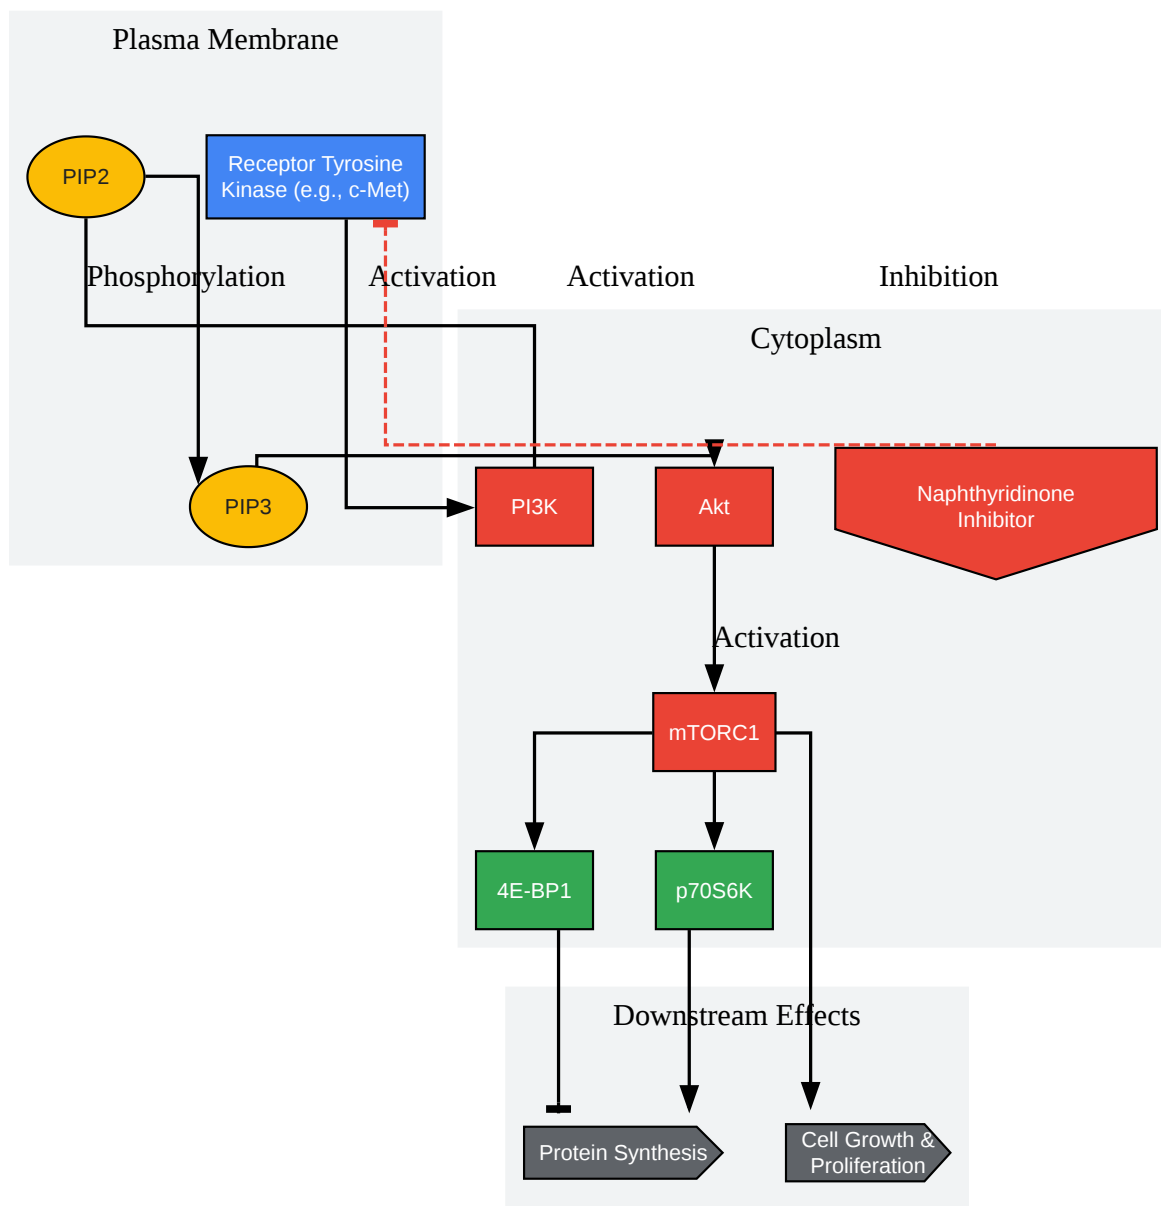 Plasma Membrane
PIP2
Receptor Tyrosine
Kinase (e.g., c-Met)
Phosphorylation
Activation
Activation
Inhibition
Cytoplasm
PIP3
PI3K
Akt
Naphthyridinone
Inhibitor
Activation
mTORC1
4E-BP1
p70S6K
Downstream Effects
Protein Synthesis
Cell Growth &
Proliferation